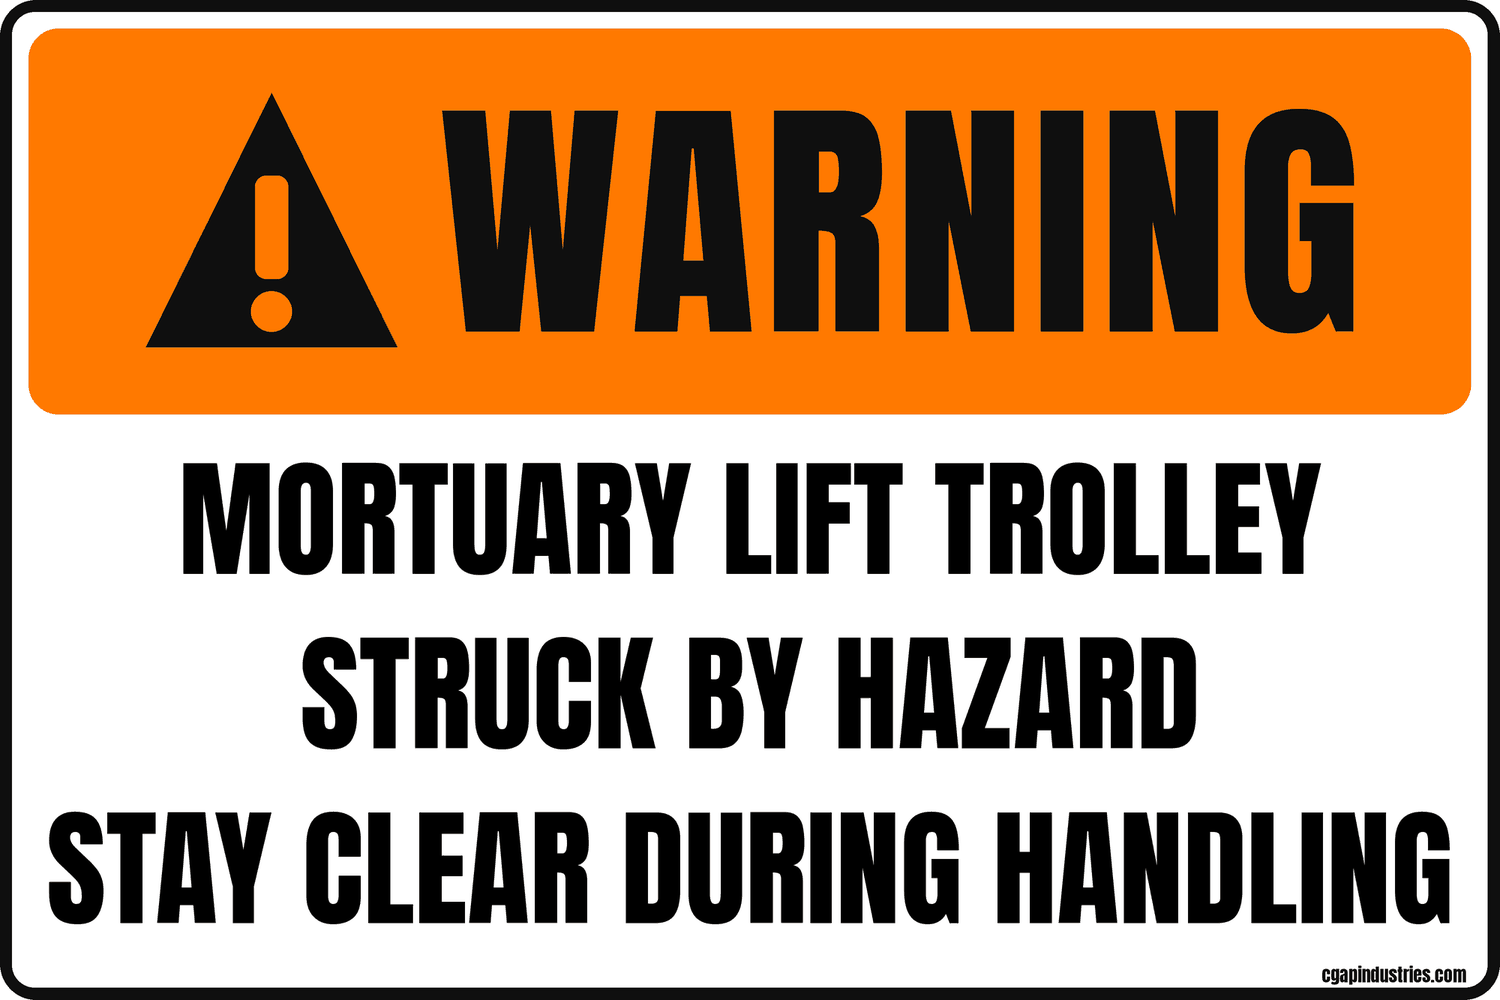 WARNING
MORTUARY LIFT TROLLEY
STRUCK BY HAZARD
STAY CLEAR DURING HANDLING
cgapindustries.com